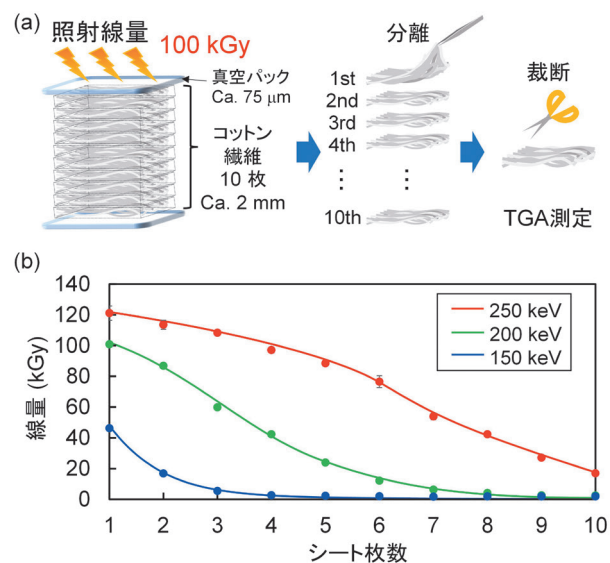 (a)
照射線量
100 kGy
真空パック
Ca. 75 μm
コットン
繊維
10 枚
Ca. 2 mm
分離
1st
2nd
3rd
4th
⋮ ⋮
10th
裁断
TGA測定
(b)
線量 (kGy)
140
120
100
80
60
40
20
0
250 keV
200 keV
150 keV
1 2 3 4 5 6 7 8 9 10
シート枚数